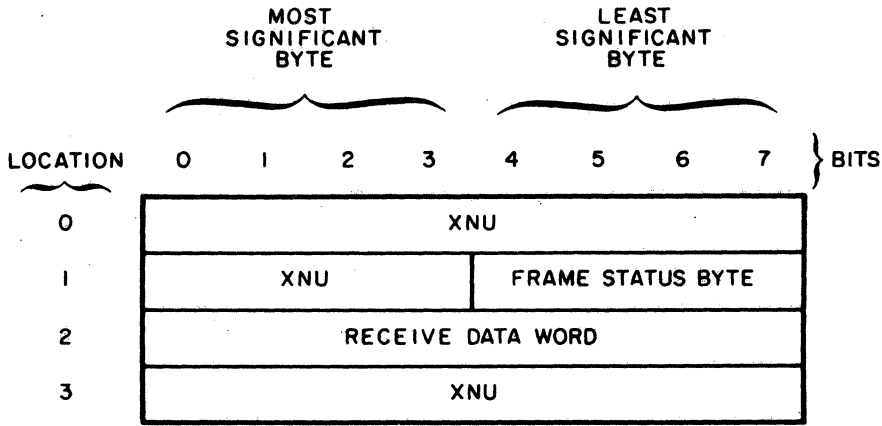 MOST
SIGNIFICANT
BYTE
LEAST
SIGNIFICANT
BYTE
LOCATION 0 1 2 3 4 5 6 7 BITS
0 XNU
1 XNU FRAME STATUS BYTE
2 RECEIVE DATA WORD
3 XNU